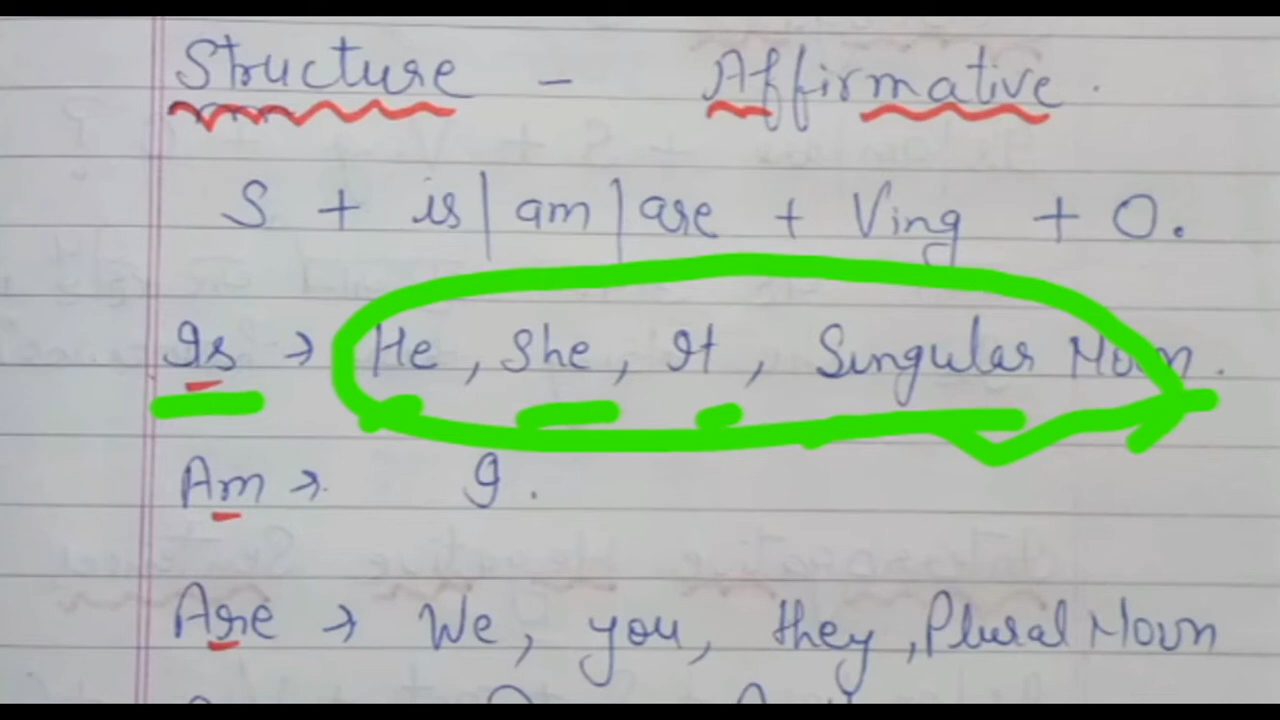 Structure - Affirmative.
S + is | am | are + Ving + O.
Is → He, She, It, Singular Noun.
Am → I.
Are → We, you, they, Plural Noun